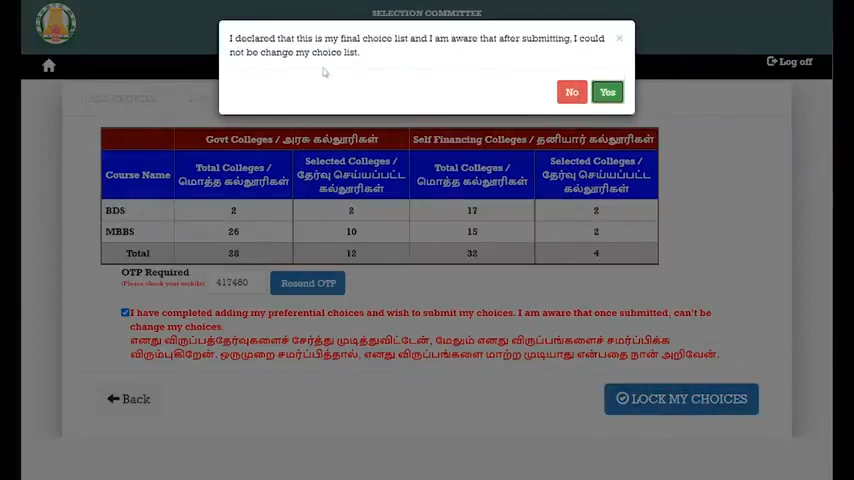 SELECTION COMMITTEE
I declared that this is my final choice list and I am aware that after submitting, I could
not be change my choice list.
×
No
Yes
Log off
Govt Colleges / அரசு கல்லூரிகள்
Self Financing Colleges / தனியார் கல்லூரிகள்
Course Name
Total Colleges /
மொத்த கல்லூரிகள்
Selected Colleges /
தேர்வு செய்யப்பட்ட
கல்லூரிகள்
Total Colleges /
மொத்த கல்லூரிகள்
Selected Colleges /
தேர்வு செய்யப்பட்ட
கல்லூரிகள்
BDS 2 2 17 2
MBBS 26 10 15 2
Total 28 12 32 4
OTP Required
(Please check your mobile)
417480
Resend OTP
I have completed adding my preferential choices and wish to submit my choices. I am aware that once submitted, can't be
change my choices.
எனது விருப்பத்தேர்வுகளைச் சேர்த்து முடித்துவிட்டேன், மேலும் எனது விருப்பங்களைச் சமர்ப்பிக்க
விரும்புகிறேன். ஒருமுறை சமர்ப்பித்தால், எனது விருப்பங்களை மாற்ற முடியாது என்பதை நான் அறிவேன்.
Back
LOCK MY CHOICES